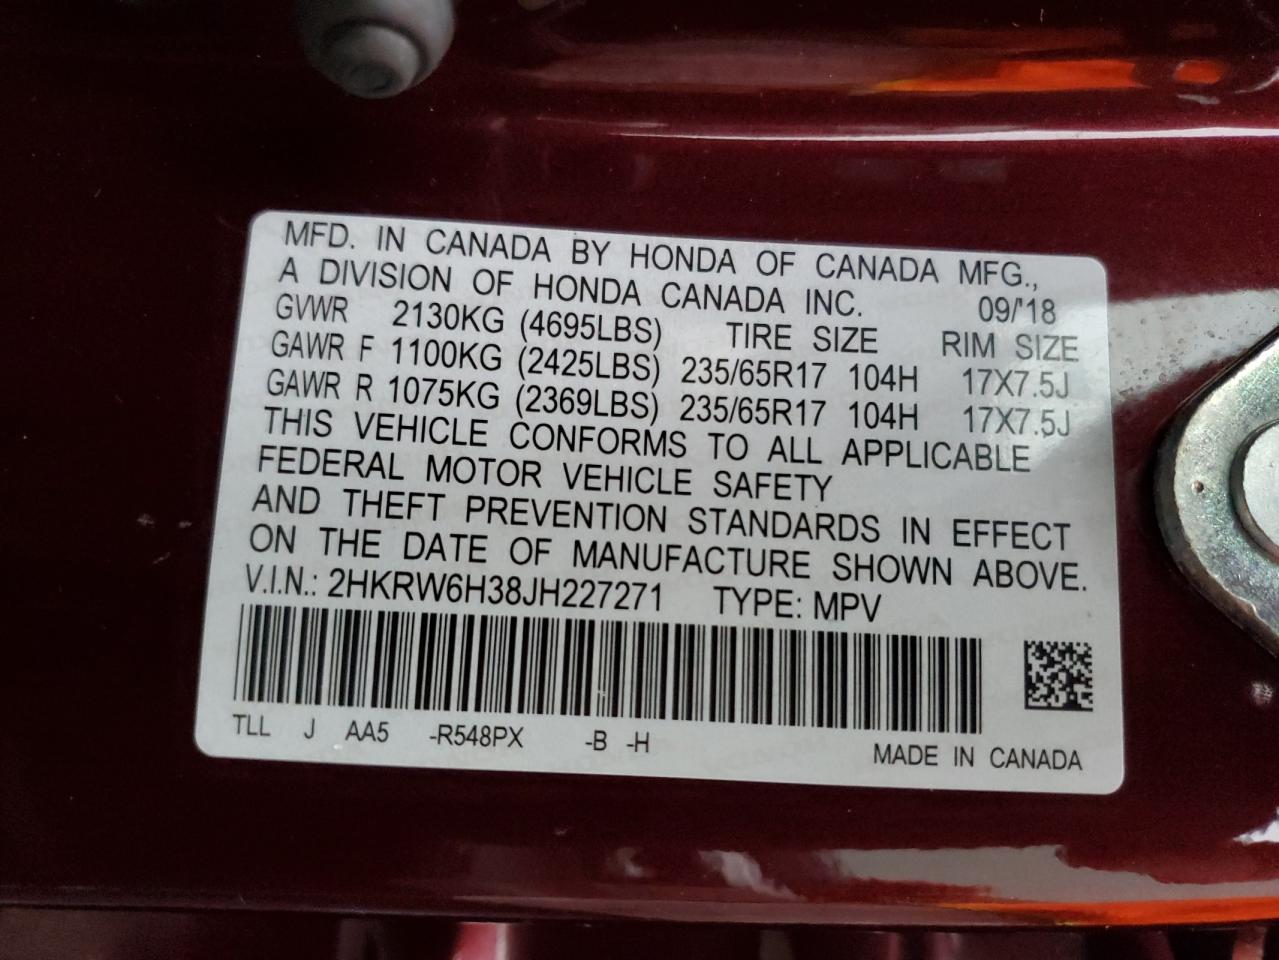 MFD. IN CANADA BY HONDA OF CANADA MFG.,
A DIVISION OF HONDA CANADA INC. 09/'18
GVWR 2130KG (4695LBS) TIRE SIZE RIM SIZE
GAWR F 1100KG (2425LBS) 235/65R17 104H 17X7.5J
GAWR R 1075KG (2369LBS) 235/65R17 104H 17X7.5J
THIS VEHICLE CONFORMS TO ALL APPLICABLE
FEDERAL MOTOR VEHICLE SAFETY
AND THEFT PREVENTION STANDARDS IN EFFECT
ON THE DATE OF MANUFACTURE SHOWN ABOVE.
V.I.N.: 2HKRW6H38JH227271 TYPE: MPV
TLL J AA5 -R548PX -B -H
MADE IN CANADA